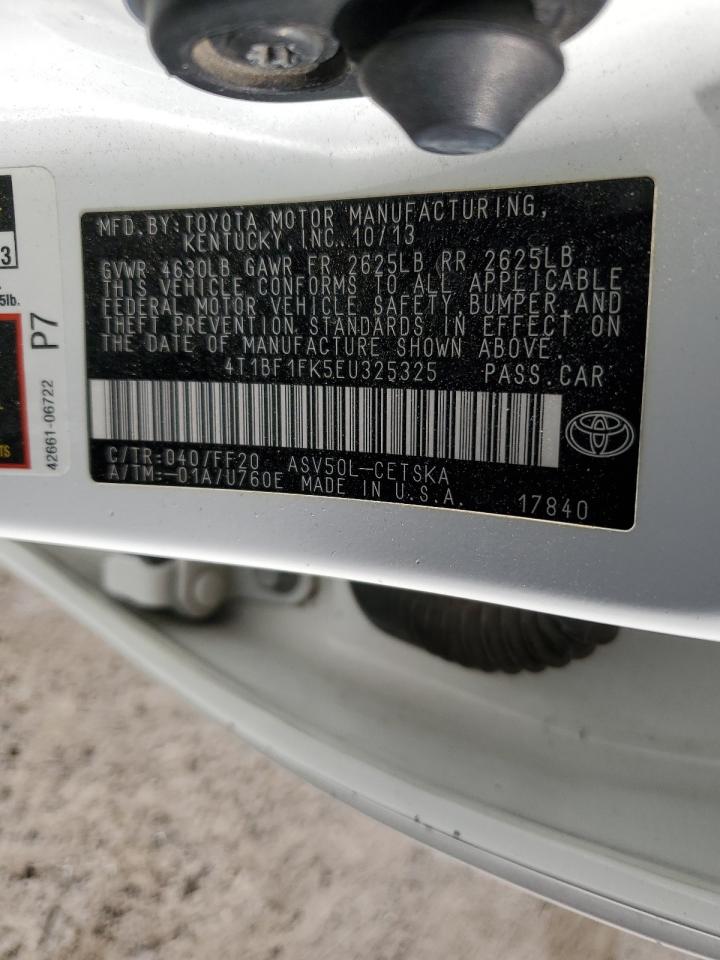 MFD. BY: TOYOTA MOTOR MANUFACTURING,
KENTUCKY, INC. 10/13
GVWR 4630LB GAWR FR 2625LB RR 2625LB
THIS VEHICLE CONFORMS TO ALL APPLICABLE
FEDERAL MOTOR VEHICLE SAFETY, BUMPER, AND
THEFT PREVENTION STANDARDS IN EFFECT ON
THE DATE OF MANUFACTURE SHOWN ABOVE.
4T1BF1FK5EU325325 PASS.CAR
C/TR: 040/FF20 ASV50L-CETSKA
A/TM: -01A/U760E MADE IN U.S.A. 17840
3
5lb.
P7
42661-06722
TS